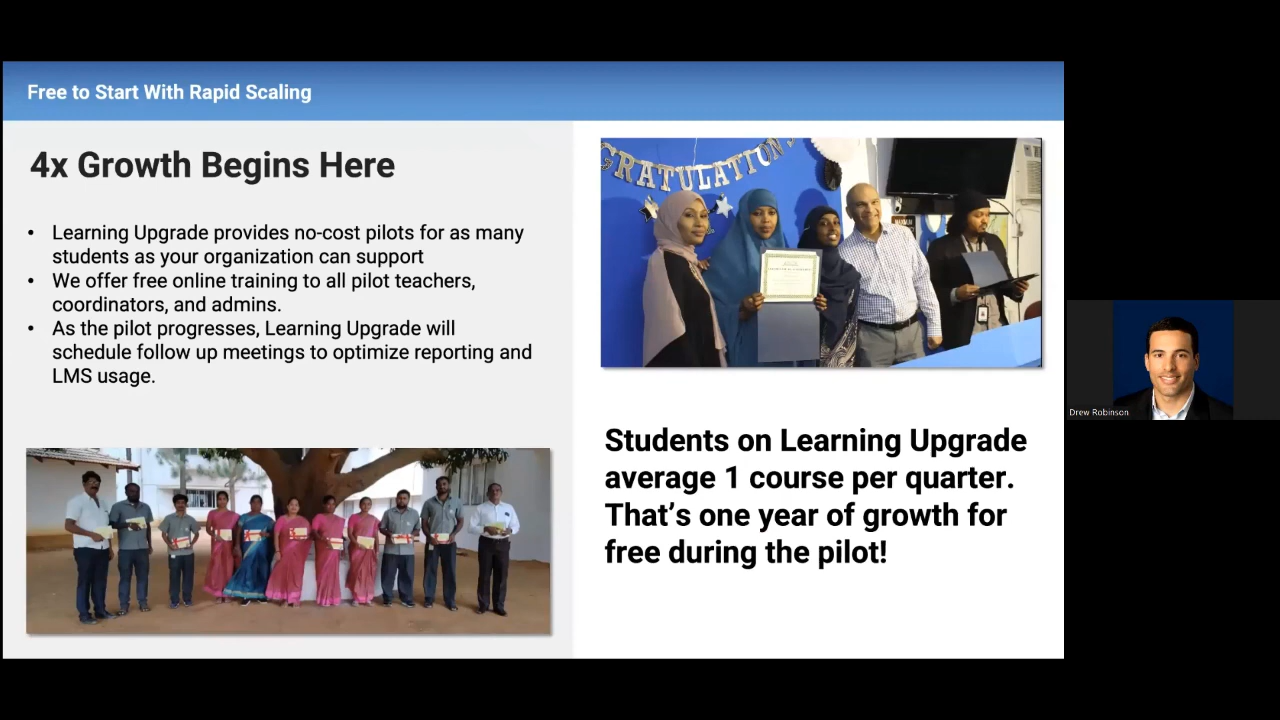 Free to Start With Rapid Scaling
4x Growth Begins Here
• Learning Upgrade provides no-cost pilots for as many
students as your organization can support
• We offer free online training to all pilot teachers,
coordinators, and admins.
• As the pilot progresses, Learning Upgrade will
schedule follow up meetings to optimize reporting and
LMS usage.
GRATULATIONS
Students on Learning Upgrade
average 1 course per quarter.
That's one year of growth for
free during the pilot!
Drew Robinson